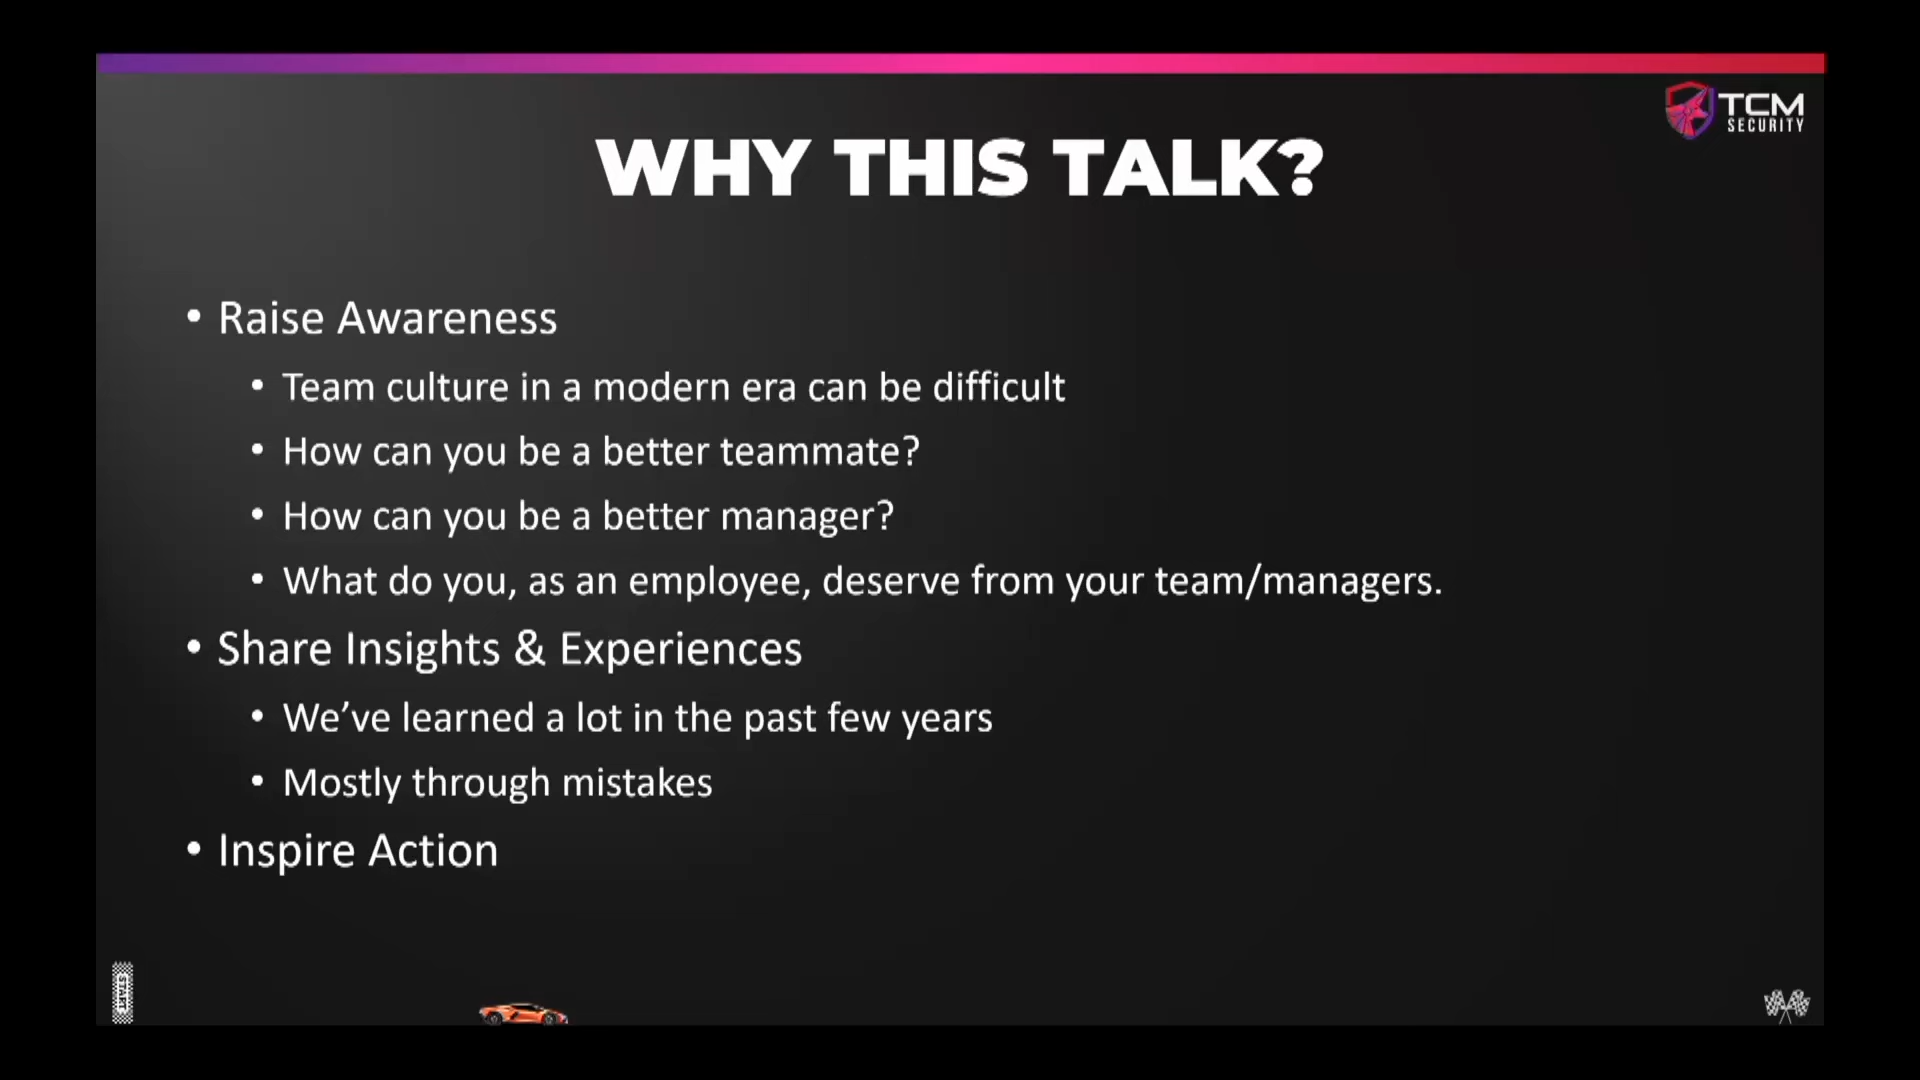 TCM
SECURITY
WHY THIS TALK?
• Raise Awareness
• Team culture in a modern era can be difficult
• How can you be a better teammate?
• How can you be a better manager?
• What do you, as an employee, deserve from your team/managers.
• Share Insights & Experiences
• We’ve learned a lot in the past few years
• Mostly through mistakes
• Inspire Action
START